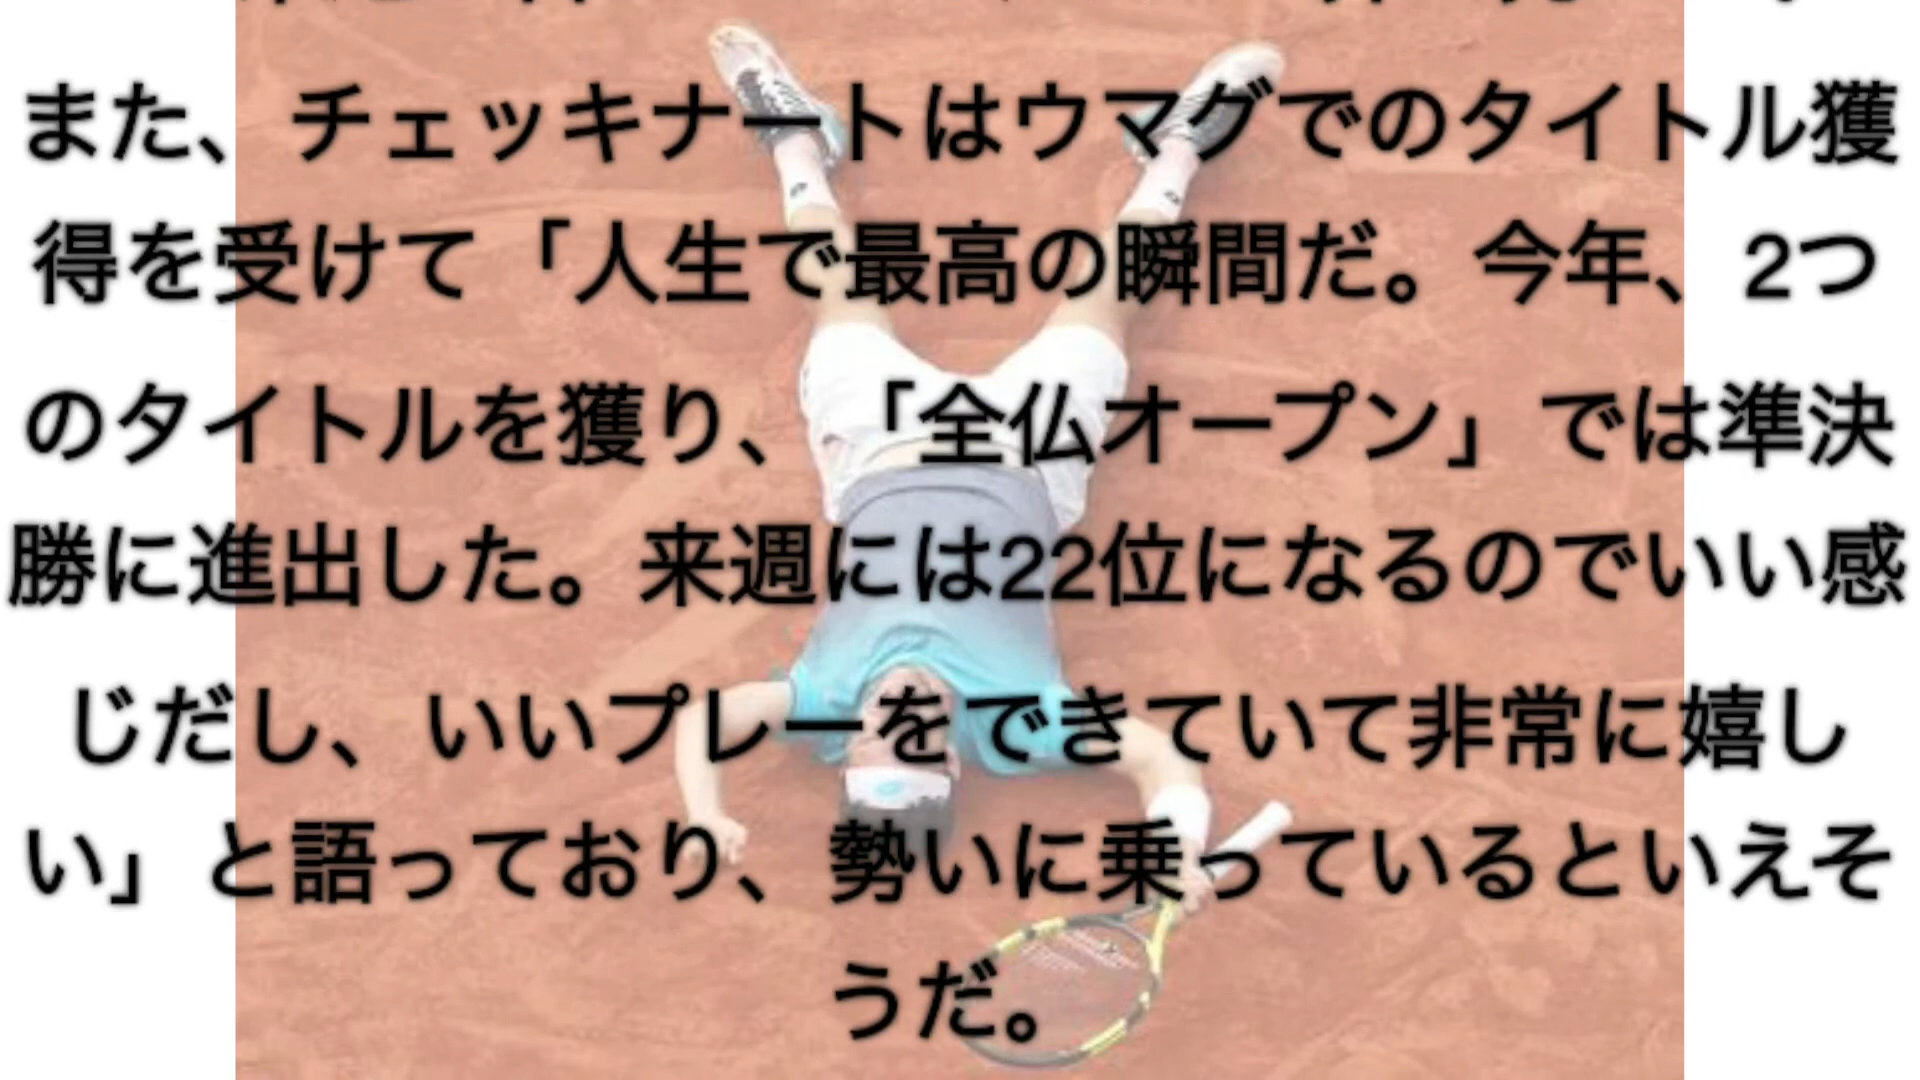 また、チェッキナートはウマグでのタイトル獲
得を受けて「人生で最高の瞬間だ。今年、2つ
のタイトルを獲り、「全仏オープン」では準決
勝に進出した。来週には22位になるのでいい感
じだし、いいプレーをできていて非常に嬉し
い」と語っており、勢いに乗っているといえそ
うだ。